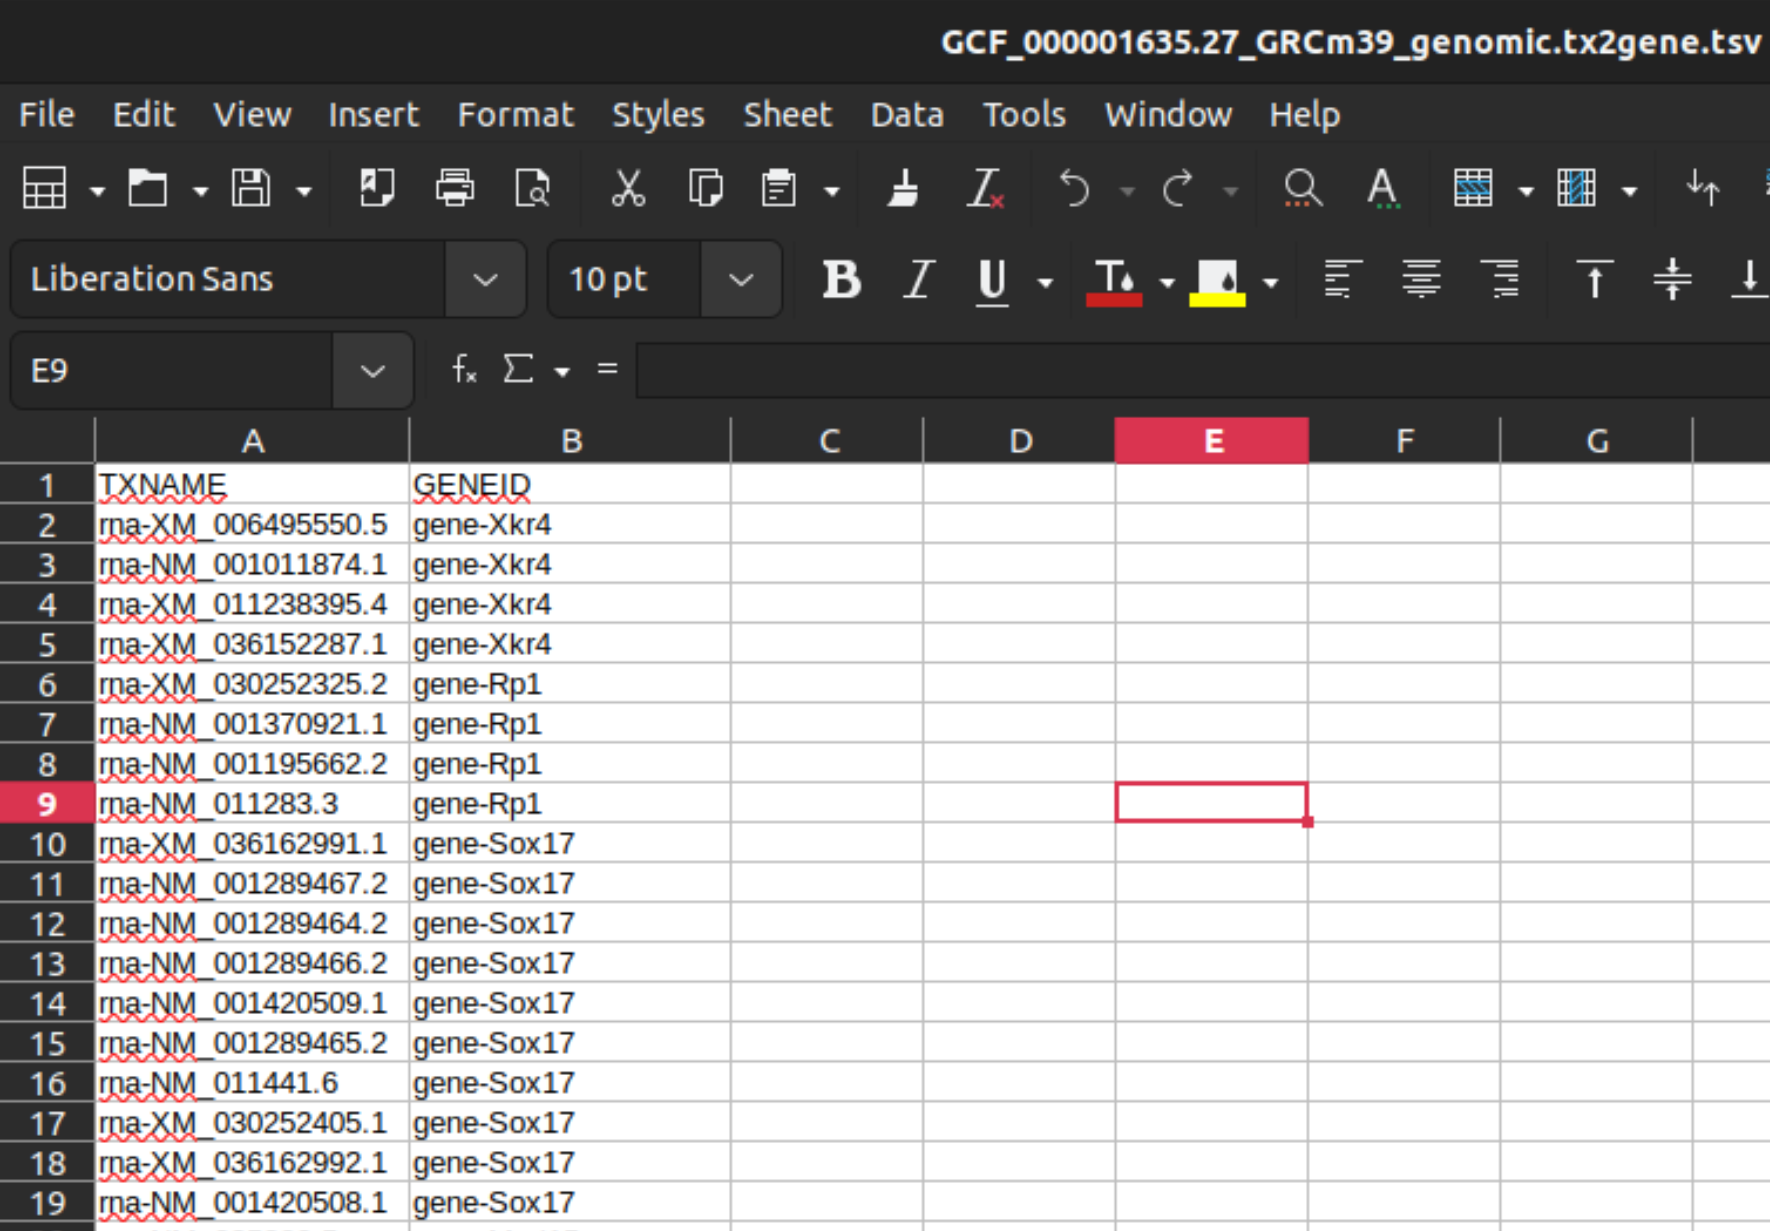 GCF_000001635.27_GRCm39_genomic.tx2gene.tsv
File Edit View Insert Format Styles Sheet Data Tools Window Help
Liberation Sans 10 pt B I U
E9 fx Σ =
A B C D E F G
1 TXNAME GENEID
2 rna-XM_006495550.5 gene-Xkr4
3 rna-NM_001011874.1 gene-Xkr4
4 rna-XM_011238395.4 gene-Xkr4
5 rna-XM_036152287.1 gene-Xkr4
6 rna-XM_030252325.2 gene-Rp1
7 rna-NM_001370921.1 gene-Rp1
8 rna-NM_001195662.2 gene-Rp1
9 rna-NM_011283.3 gene-Rp1
10 rna-XM_036162991.1 gene-Sox17
11 rna-NM_001289467.2 gene-Sox17
12 rna-NM_001289464.2 gene-Sox17
13 rna-NM_001289466.2 gene-Sox17
14 rna-NM_001420509.1 gene-Sox17
15 rna-NM_001289465.2 gene-Sox17
16 rna-NM_011441.6 gene-Sox17
17 rna-XM_030252405.1 gene-Sox17
18 rna-XM_036162992.1 gene-Sox17
19 rna-NM_001420508.1 gene-Sox17